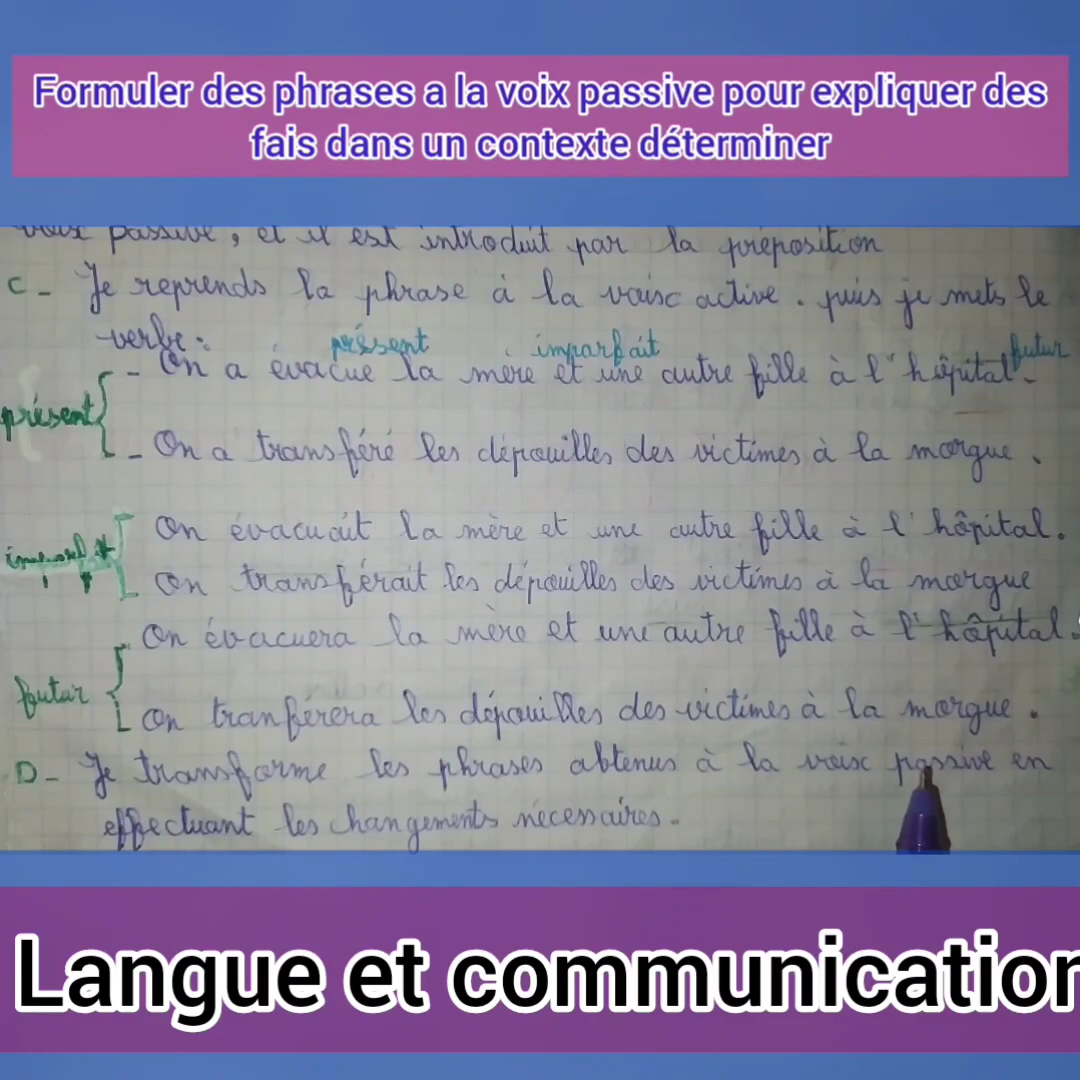 Formuler des phrases a la voix passive pour expliquer des
fais dans un contexte déterminer
voix passive, et il est introduit par la préposition
C - Je reprends la phrase à la voix active. puis je mets le
verbe :
présent imparfait futur
- On a évacué la mère et une autre fille à l'hôpital.
présent
- On a transféré les dépouilles des victimes à la morgue.
On évacuait la mère et une autre fille à l'hôpital.
On transférait les dépouilles des victimes à la morgue
On évacuera la mère et une autre fille à l'hôpital.
futur
On tranférera les dépouilles des victimes à la morgue.
D- Je transforme les phrases obtenus à la voix passive en
effectuant les changements nécessaires.
Langue et communication